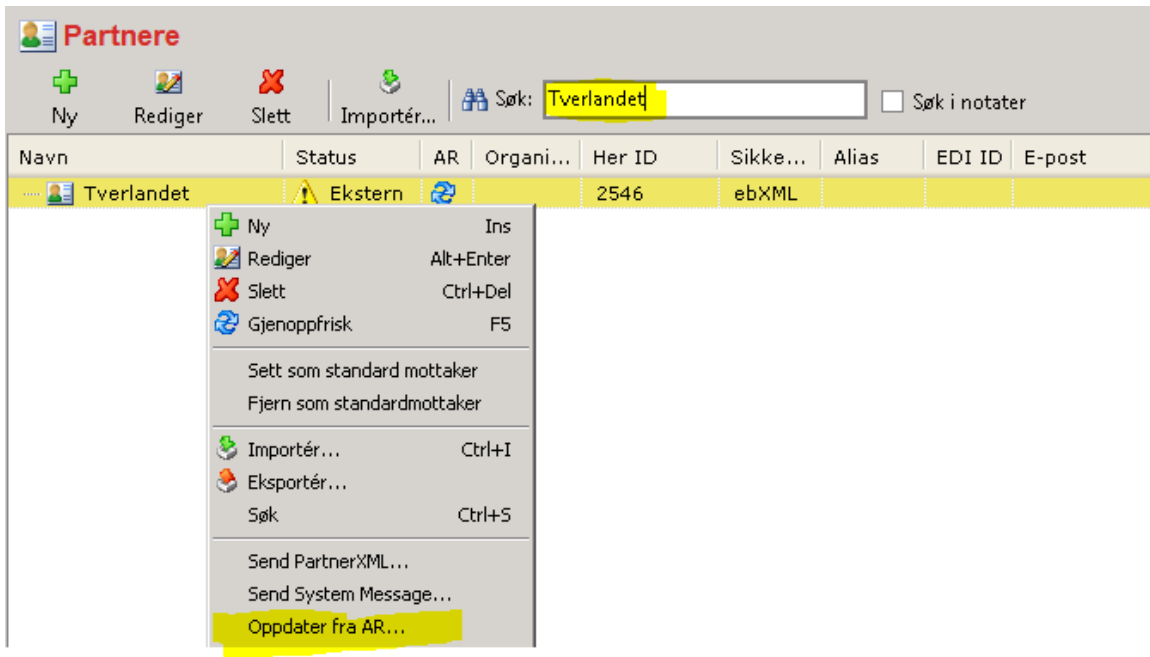 Partnere
Ny Rediger Slett Importér... Søk: Tverlandet Søk i notater
Navn Status AR Organi... Her ID Sikke... Alias EDI ID E-post
Tverlandet Ekstern 2546 ebXML
Ny Ins
Rediger Alt+Enter
Slett Ctrl+Del
Gjenoppfrisk F5
Sett som standard mottaker
Fjern som standardmottaker
Importér... Ctrl+I
Eksportér...
Søk Ctrl+S
Send PartnerXML...
Send System Message...
Oppdater fra AR...